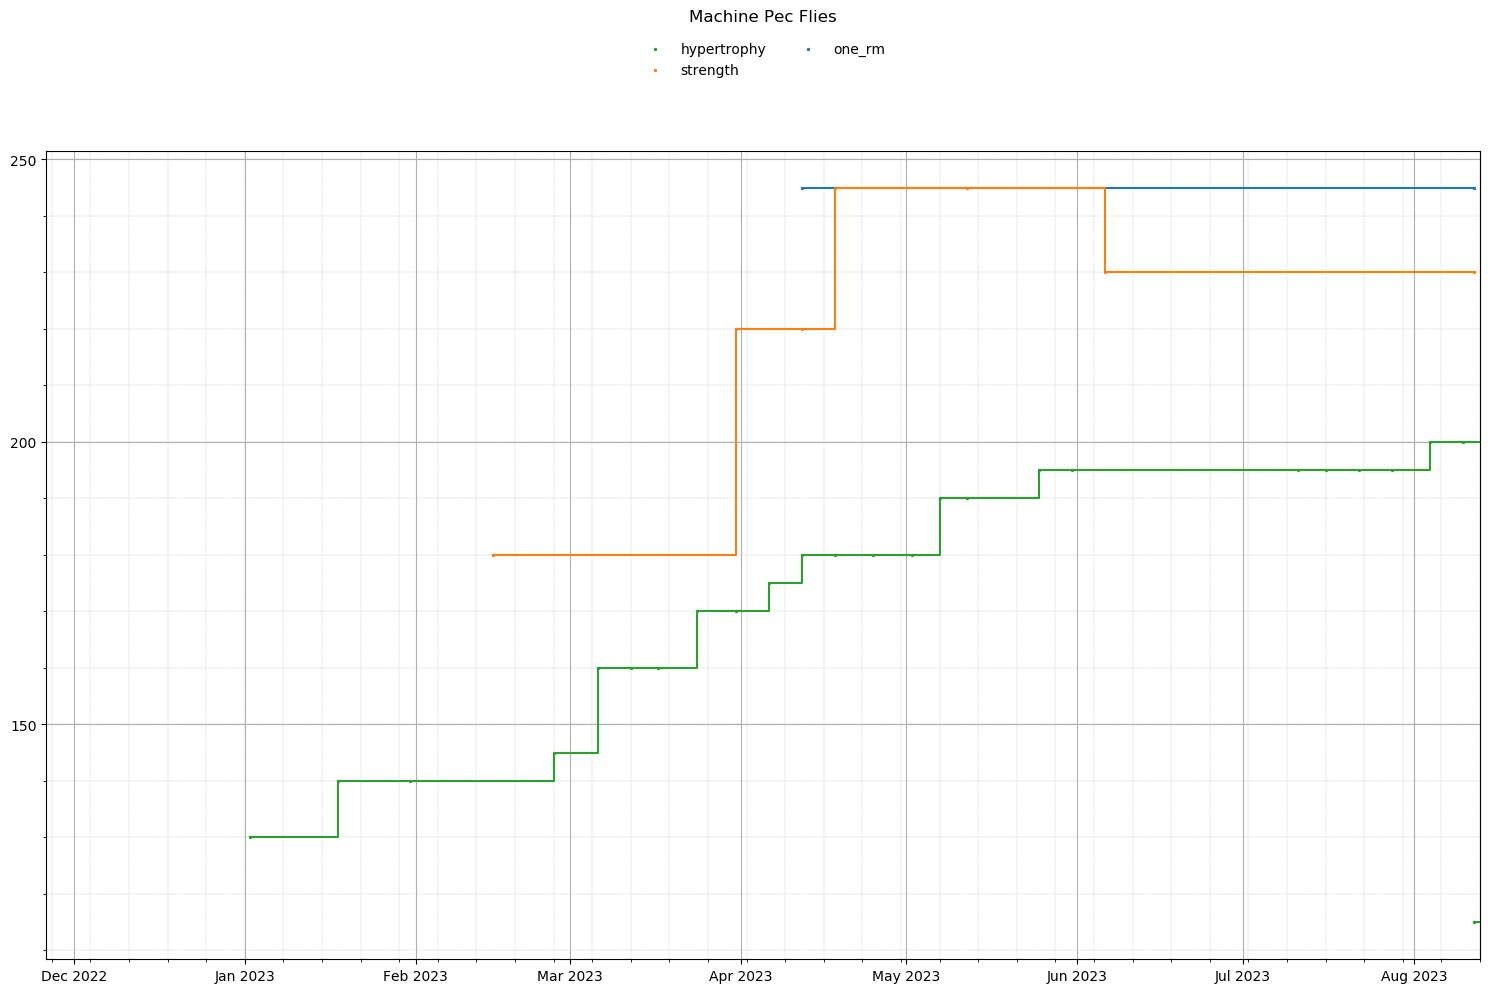 Machine Pec Flies
hypertrophy one_rm
strength
250
200
150
Dec 2022 Jan 2023 Feb 2023 Mar 2023 Apr 2023 May 2023 Jun 2023 Jul 2023 Aug 2023